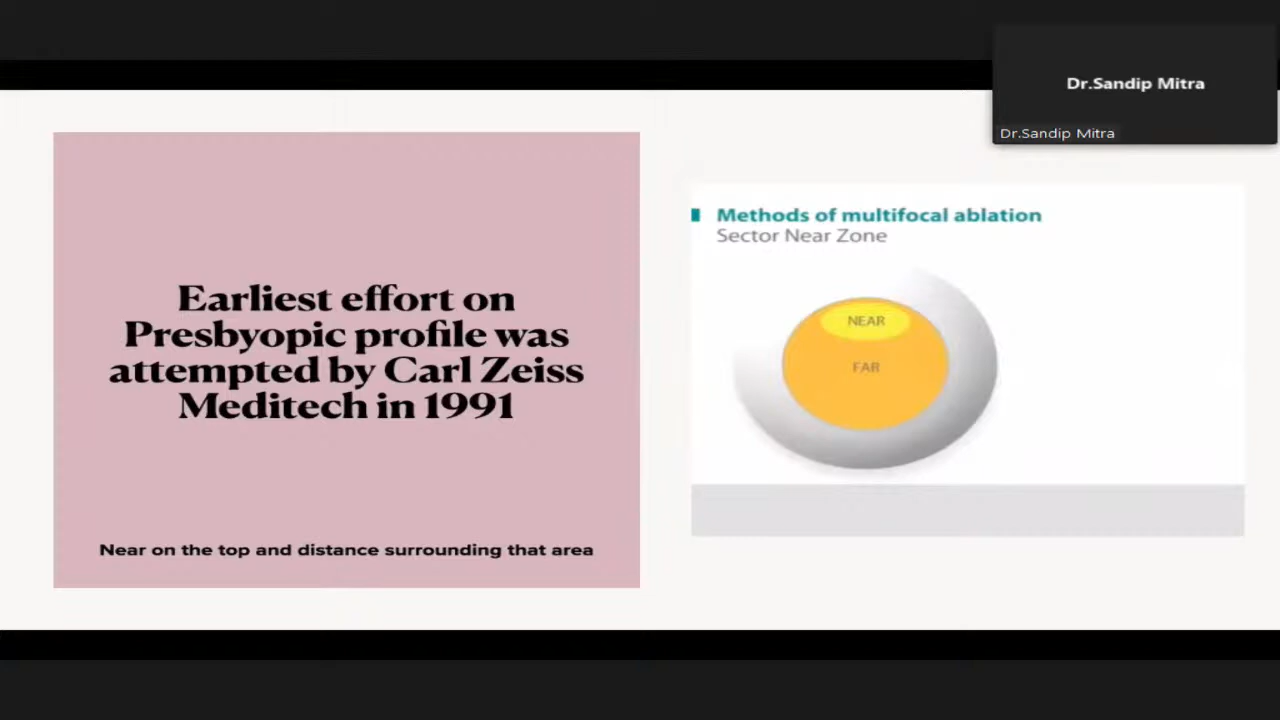 Dr.Sandip Mitra
Dr.Sandip Mitra
Earliest effort on
Presbyopic profile was
attempted by Carl Zeiss
Meditech in 1991
Near on the top and distance surrounding that area
Methods of multifocal ablation
Sector Near Zone
NEAR
FAR